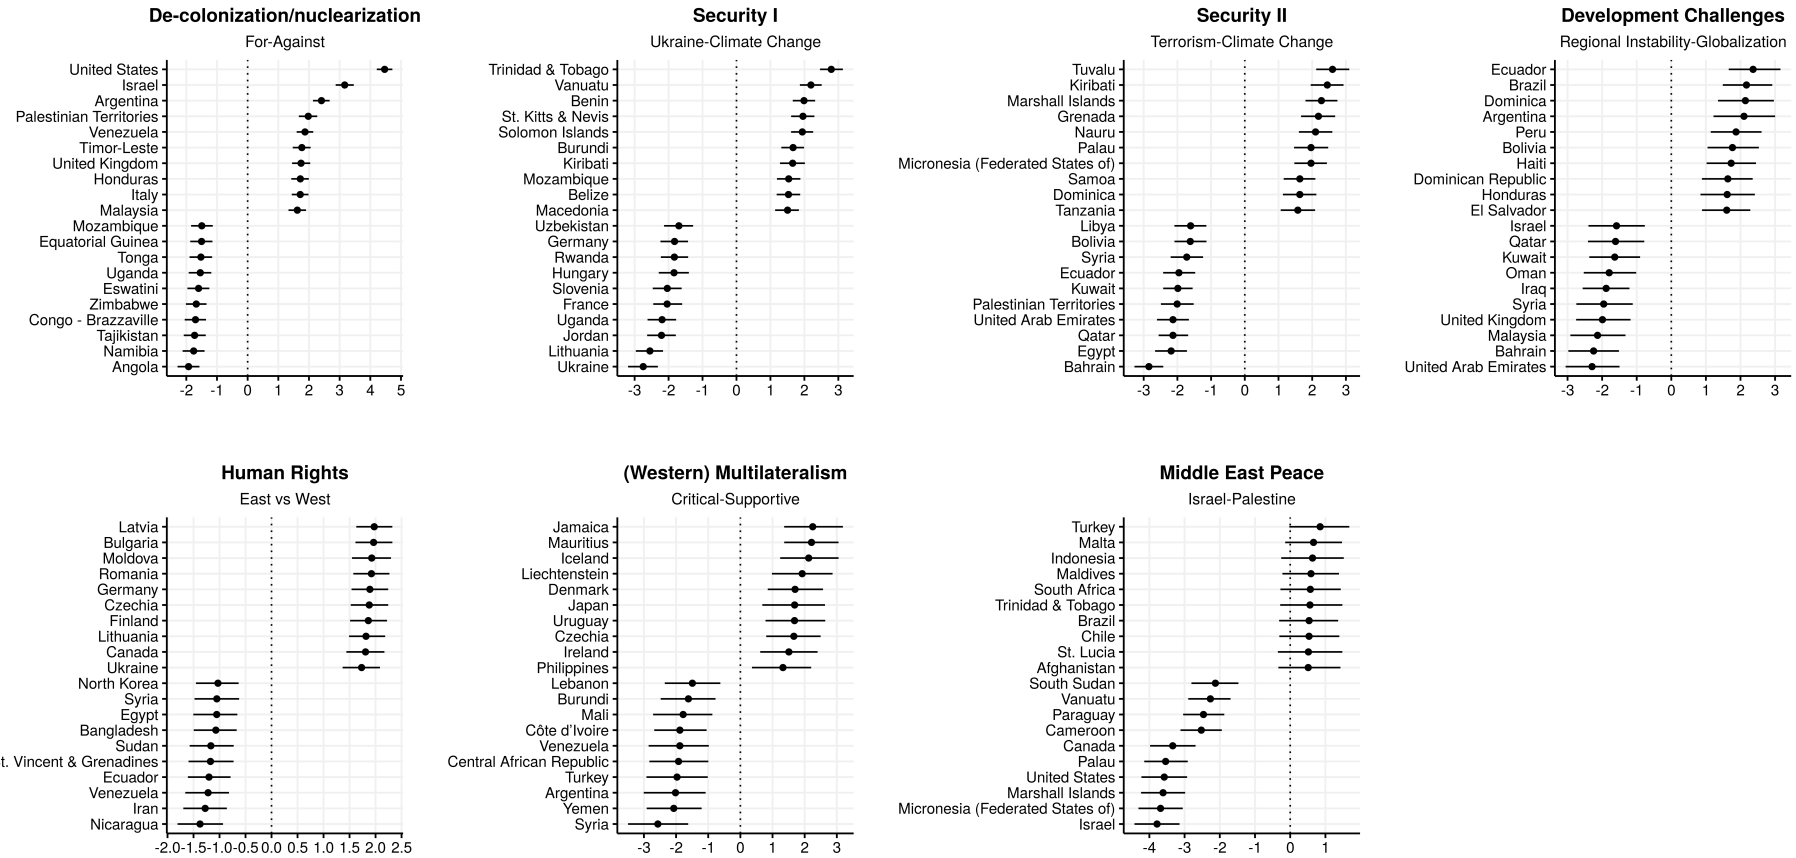 De-colonization/nuclearization
For-Against
United States
Israel
Argentina
Palestinian Territories
Venezuela
Timor-Leste
United Kingdom
Honduras
Italy
Malaysia
Mozambique
Equatorial Guinea
Tonga
Uganda
Eswatini
Zimbabwe
Congo - Brazzaville
Tajikistan
Namibia
Angola
-2 -1 0 1 2 3 4 5
Security I
Ukraine-Climate Change
Trinidad & Tobago
Vanuatu
Benin
St. Kitts & Nevis
Solomon Islands
Burundi
Kiribati
Mozambique
Belize
Macedonia
Uzbekistan
Germany
Rwanda
Hungary
Slovenia
France
Uganda
Jordan
Lithuania
Ukraine
-3 -2 -1 0 1 2 3
Security II
Terrorism-Climate Change
Tuvalu
Kiribati
Marshall Islands
Grenada
Nauru
Palau
Micronesia (Federated States of)
Samoa
Dominica
Tanzania
Libya
Bolivia
Syria
Ecuador
Kuwait
Palestinian Territories
United Arab Emirates
Qatar
Egypt
Bahrain
-3 -2 -1 0 1 2 3
Development Challenges
Regional Instability-Globalization
Ecuador
Brazil
Dominica
Argentina
Peru
Bolivia
Haiti
Dominican Republic
Honduras
El Salvador
Israel
Qatar
Kuwait
Oman
Iraq
Syria
United Kingdom
Malaysia
Bahrain
United Arab Emirates
-3 -2 -1 0 1 2 3
Human Rights
East vs West
Latvia
Bulgaria
Moldova
Romania
Germany
Czechia
Finland
Lithuania
Canada
Ukraine
North Korea
Syria
Egypt
Bangladesh
Sudan
t. Vincent & Grenadines
Ecuador
Venezuela
Iran
Nicaragua
-2.0 -1.5 -1.0 -0.5 0.0 0.5 1.0 1.5 2.0 2.5
(Western) Multilateralism
Critical-Supportive
Jamaica
Mauritius
Iceland
Liechtenstein
Denmark
Japan
Uruguay
Czechia
Ireland
Philippines
Lebanon
Burundi
Mali
Côte d’Ivoire
Venezuela
Central African Republic
Turkey
Argentina
Yemen
Syria
-3 -2 -1 0 1 2 3
Middle East Peace
Israel-Palestine
Turkey
Malta
Indonesia
Maldives
South Africa
Trinidad & Tobago
Brazil
Chile
St. Lucia
Afghanistan
South Sudan
Vanuatu
Paraguay
Cameroon
Canada
Palau
United States
Marshall Islands
Micronesia (Federated States of)
Israel
-4 -3 -2 -1 0 1